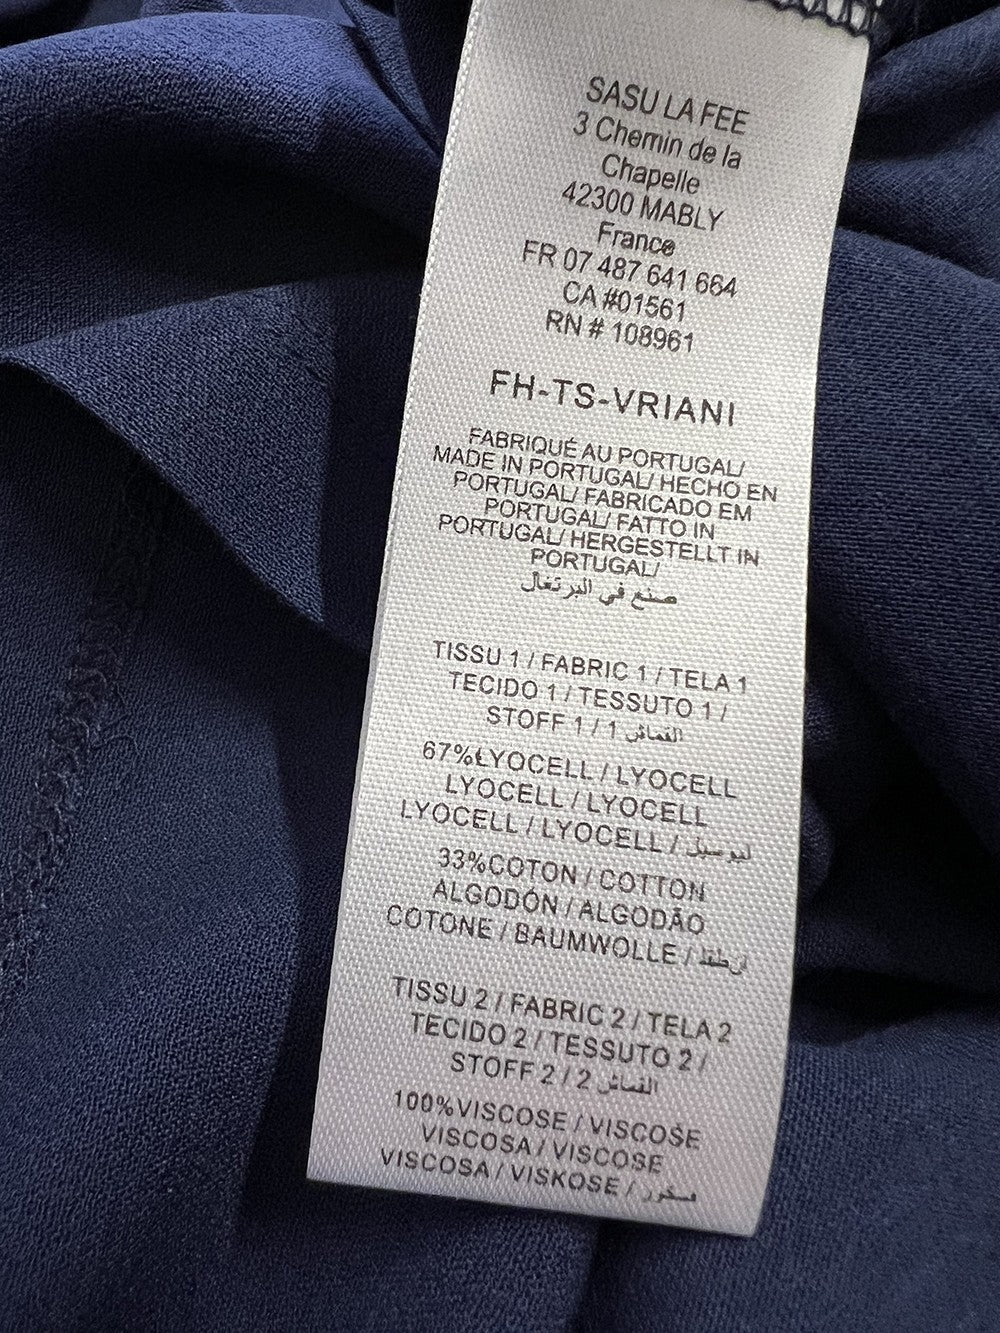 SASU LA FEE
3 Chemin de la
Chapelle
42300 MABLY
France
FR 07 487 641 664
CA #01561
RN # 108961
FH-TS-VRIANI
FABRIQUÉ AU PORTUGAL/
MADE IN PORTUGAL/ HECHO EN
PORTUGAL/ FABRICADO EM
PORTUGAL/ FATTO IN
PORTUGAL/ HERGESTELLT IN
PORTUGAL/
صنع في البرتغال
TISSU 1 / FABRIC 1 / TELA 1
TECIDO 1 / TESSUTO 1 /
STOFF 1 / 1 القماش
67%LYOCELL / LYOCELL
LYOCELL / LYOCELL
LYOCELL / LYOCELL / ليوسيل
33%COTON / COTTON
ALGODÓN / ALGODÃO
COTONE / BAUMWOLLE /
TISSU 2 / FABRIC 2 / TELA 2
TECIDO 2 / TESSUTO 2 /
STOFF 2 / 2 القماش
100%VISCOSE / VISCOSE
VISCOSA / VISCOSE
VISCOSA / VISKOSE /